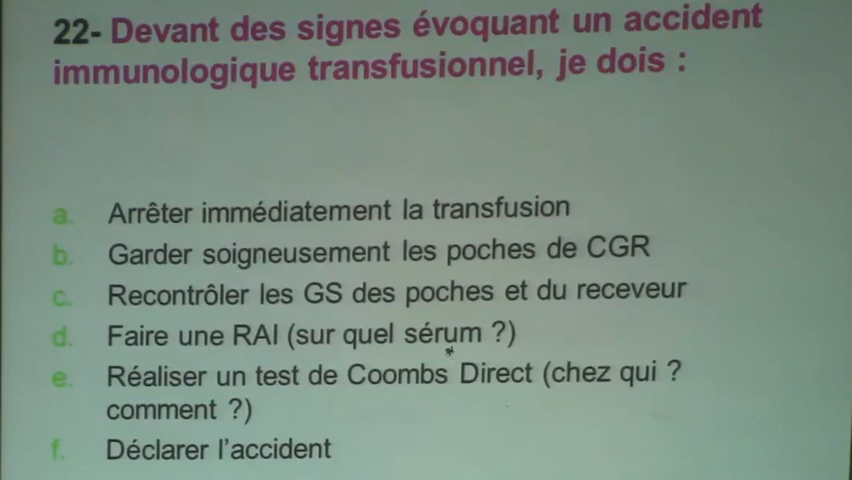 22- Devant des signes évoquant un accident
immunologique transfusionnel, je dois :
a. Arrêter immédiatement la transfusion
b. Garder soigneusement les poches de CGR
c. Recontrôler les GS des poches et du receveur
d. Faire une RAI (sur quel sérum ?)
e. Réaliser un test de Coombs Direct (chez qui ?
comment ?)
f. Déclarer l'accident